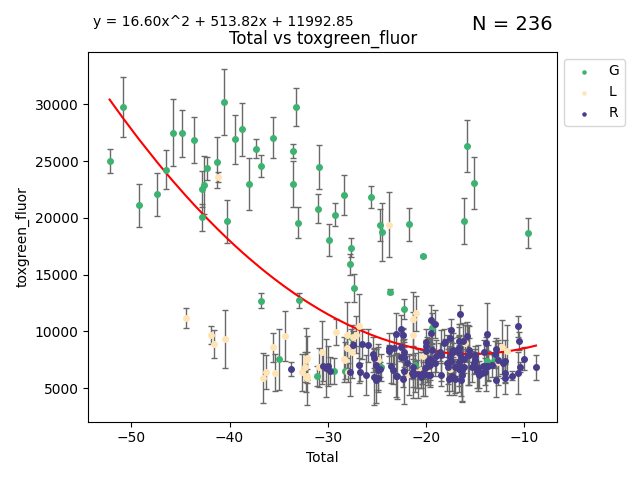 y = 16.60x^2 + 513.82x + 11992.85
N = 236
Total vs toxgreen_fluor
G
L
R
30000
25000
20000
15000
10000
5000
toxgreen_fluor
−50
−40
−30
−20
−10
Total